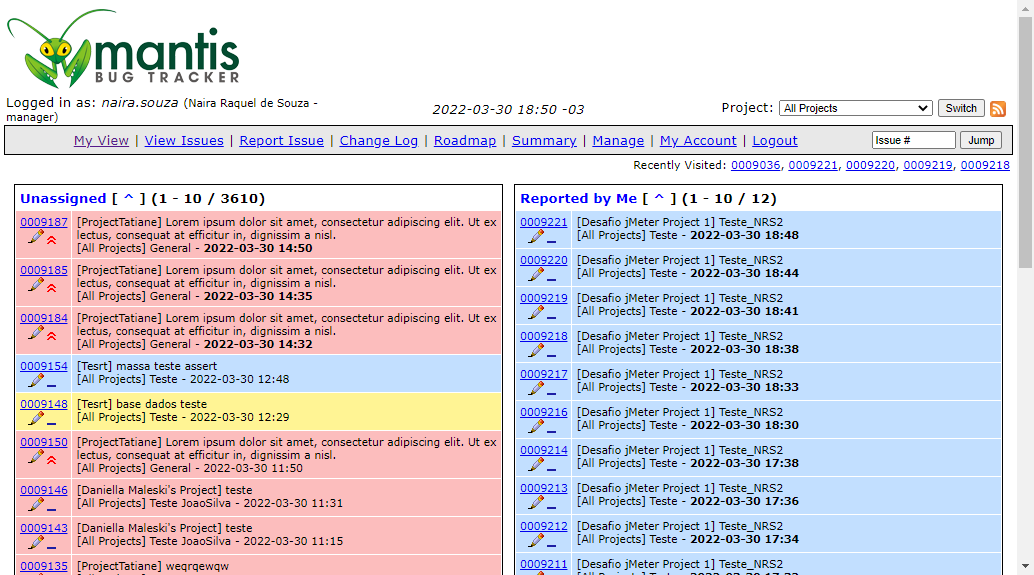 mantis
BUG TRACKER
Logged in as: naira.souza (Naira Raquel de Souza - manager)
2022-03-30 18:50 -03
Project: All Projects Switch
My View | View Issues | Report Issue | Change Log | Roadmap | Summary | Manage | My Account | Logout
Issue # Jump
Recently Visited: 0009036, 0009221, 0009220, 0009219, 0009218
Unassigned [ ^ ] (1 - 10 / 3610)
0009187
[ProjectTatiane] Lorem ipsum dolor sit amet, consectetur adipiscing elit. Ut ex
lectus, consequat at efficitur in, dignissim a nisl.
[All Projects] General - 2022-03-30 14:50
0009185
[ProjectTatiane] Lorem ipsum dolor sit amet, consectetur adipiscing elit. Ut ex
lectus, consequat at efficitur in, dignissim a nisl.
[All Projects] General - 2022-03-30 14:35
0009184
[ProjectTatiane] Lorem ipsum dolor sit amet, consectetur adipiscing elit. Ut ex
lectus, consequat at efficitur in, dignissim a nisl.
[All Projects] General - 2022-03-30 14:32
0009154
[Tesrt] massa teste assert
[All Projects] Teste - 2022-03-30 12:48
0009148
[Tesrt] base dados teste
[All Projects] Teste - 2022-03-30 12:29
0009150
[ProjectTatiane] Lorem ipsum dolor sit amet, consectetur adipiscing elit. Ut ex
lectus, consequat at efficitur in, dignissim a nisl.
[All Projects] General - 2022-03-30 11:50
0009146
[Daniella Maleski's Project] teste
[All Projects] Teste JoaoSilva - 2022-03-30 11:31
0009143
[Daniella Maleski's Project] teste
[All Projects] Teste JoaoSilva - 2022-03-30 11:15
0009135
[ProjectTatiane] weqrqewqw
Reported by Me [ ^ ] (1 - 10 / 12)
0009221
[Desafio jMeter Project 1] Teste_NRS2
[All Projects] Teste - 2022-03-30 18:48
0009220
[Desafio jMeter Project 1] Teste_NRS2
[All Projects] Teste - 2022-03-30 18:44
0009219
[Desafio jMeter Project 1] Teste_NRS2
[All Projects] Teste - 2022-03-30 18:41
0009218
[Desafio jMeter Project 1] Teste_NRS2
[All Projects] Teste - 2022-03-30 18:38
0009217
[Desafio jMeter Project 1] Teste_NRS2
[All Projects] Teste - 2022-03-30 18:33
0009216
[Desafio jMeter Project 1] Teste_NRS2
[All Projects] Teste - 2022-03-30 18:30
0009214
[Desafio jMeter Project 1] Teste_NRS2
[All Projects] Teste - 2022-03-30 17:38
0009213
[Desafio jMeter Project 1] Teste_NRS2
[All Projects] Teste - 2022-03-30 17:36
0009212
[Desafio jMeter Project 1] Teste_NRS2
[All Projects] Teste - 2022-03-30 17:34
0009211
[Desafio jMeter Project 1] Teste_NRS2